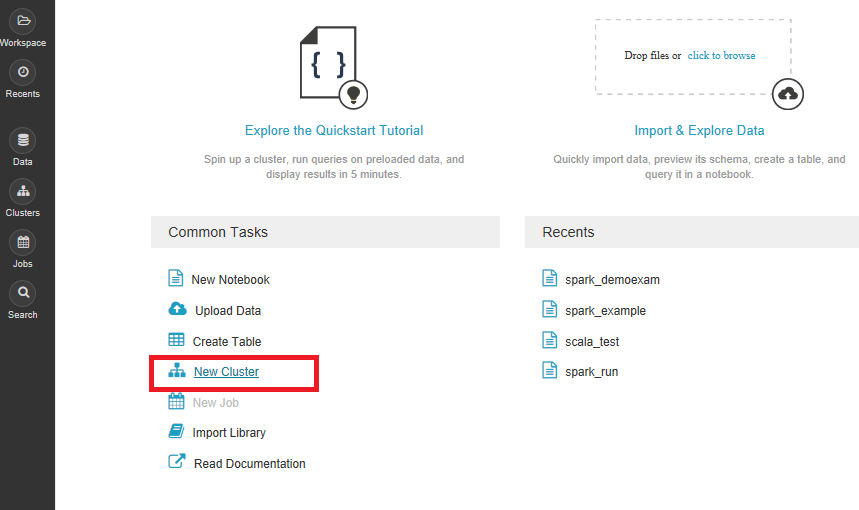 Workspace
Recents
Data
Clusters
Jobs
Search
{ }
Explore the Quickstart Tutorial
Spin up a cluster, run queries on preloaded data, and
display results in 5 minutes.
Drop files or click to browse
Import & Explore Data
Quickly import data, preview its schema, create a table, and
query it in a notebook.
Common Tasks
New Notebook
Upload Data
Create Table
New Cluster
New Job
Import Library
Read Documentation
Recents
spark_demoexam
spark_example
scala_test
spark_run